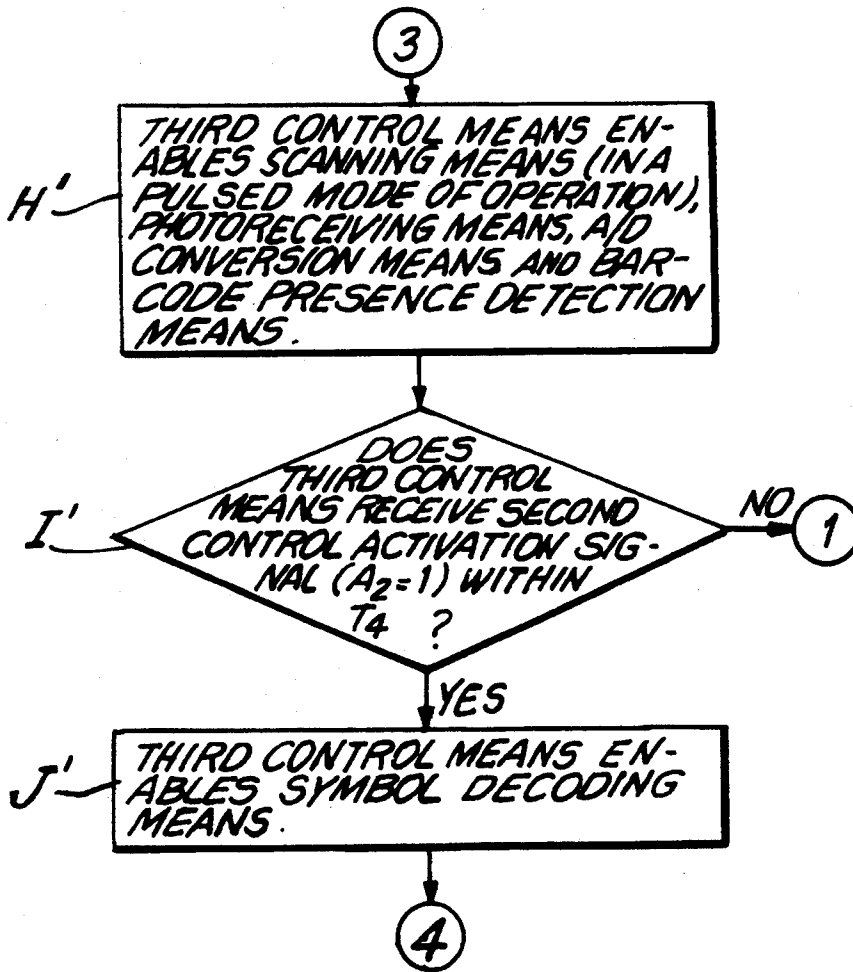 3
THIRD CONTROL MEANS EN-
ABLES SCANNING MEANS (IN A
PULSED MODE OF OPERATION),
PHOTORECEIVING MEANS, A/D
CONVERSION MEANS AND BAR-
CODE PRESENCE DETECTION
MEANS.
H'
DOES
THIRD CONTROL
MEANS RECEIVE SECOND
CONTROL ACTIVATION SIG-
NAL (A2=1) WITHIN
T4 ?
I'
NO
1
YES
THIRD CONTROL MEANS EN-
ABLES SYMBOL DECODING
MEANS.
J'
4